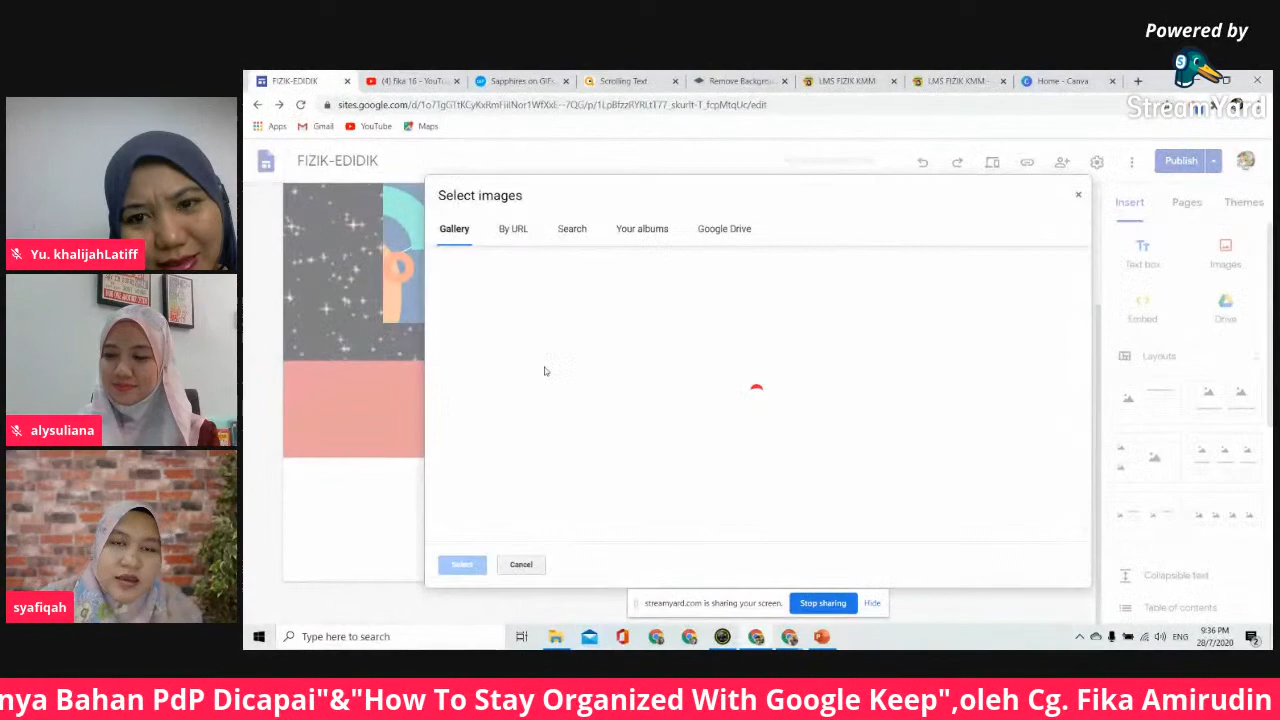 Powered by
StreamYard
FIZIK-EDIDIK
(4) fika 16 - YouTu
Sapphires on GIFs
Scrolling Text
Remove Backgrou
LMS FIZIK KMM
LMS FIZIK KMM
Home - Canva
Apps
Gmail
YouTube
Maps
FIZIK-EDIDIK
Publish
Select images
Gallery
By URL
Search
Your albums
Google Drive
Insert
Pages
Themes
Text box
Images
Embed
Drive
Layouts
Collapsible text
Table of contents
Select
Cancel
streamyard.com is sharing your screen.
Stop sharing
Hide
Type here to search
ENG
9:36 PM
28/7/2020
Yu. khalijahLatiff
alysuliana
syafiqah
nya Bahan PdP Dicapai"&"How To Stay Organized With Google Keep",oleh Cg. Fika Amirudin